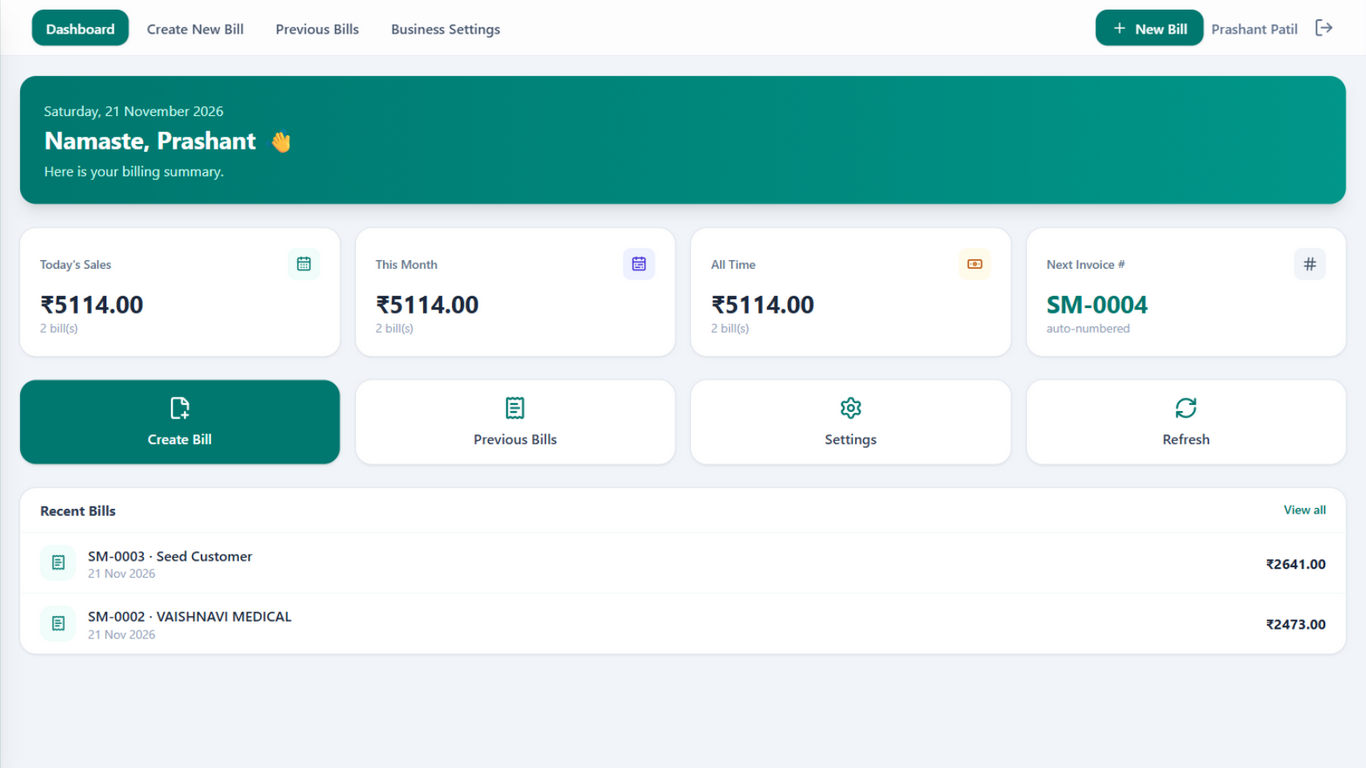 Dashboard Create New Bill Previous Bills Business Settings + New Bill Prashant Patil
Saturday, 21 November 2026
Namaste, Prashant 👋
Here is your billing summary.
Today's Sales
₹5114.00
2 bill(s)
This Month
₹5114.00
2 bill(s)
All Time
₹5114.00
2 bill(s)
Next Invoice #
#
SM-0004
auto-numbered
Create Bill
Previous Bills
Settings
Refresh
Recent Bills View all
SM-0003 · Seed Customer
21 Nov 2026
₹2641.00
SM-0002 · VAISHNAVI MEDICAL
21 Nov 2026
₹2473.00